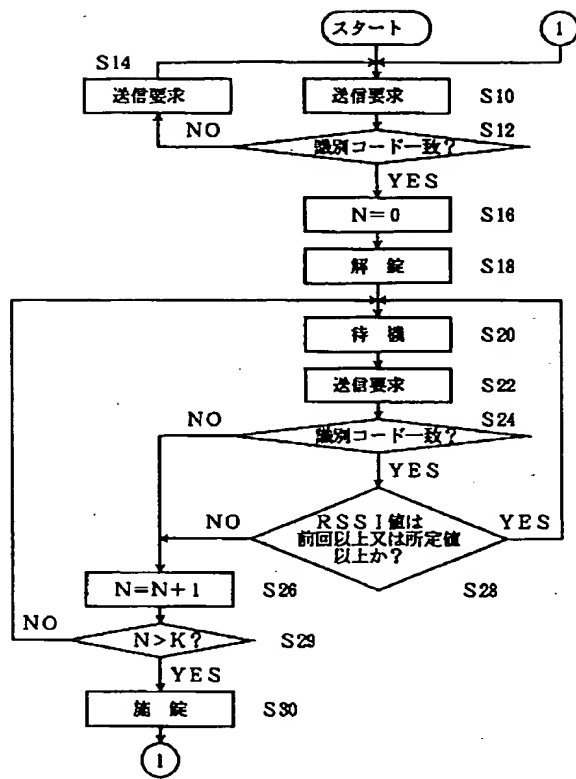 スタート
1
S14
送信要求
送信要求
S10
NO
S12
識別コード一致?
YES
N=0
S16
解 錠
S18
待 機
S20
送信要求
S22
NO
S24
識別コード一致?
YES
NO
RSSI値は
前回以上又は所定値
以上か?
YES
S28
N=N+1
S26
NO
N>K?
S29
YES
施 錠
S30
1